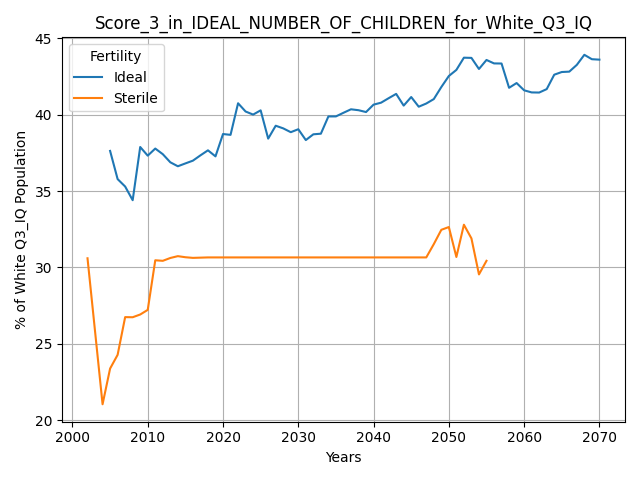 Score_3_in_IDEAL_NUMBER_OF_CHILDREN_for_White_Q3_IQ
Fertility
Ideal
Sterile
% of White Q3_IQ Population
45
40
35
30
25
20
2000 2010 2020 2030 2040 2050 2060 2070
Years